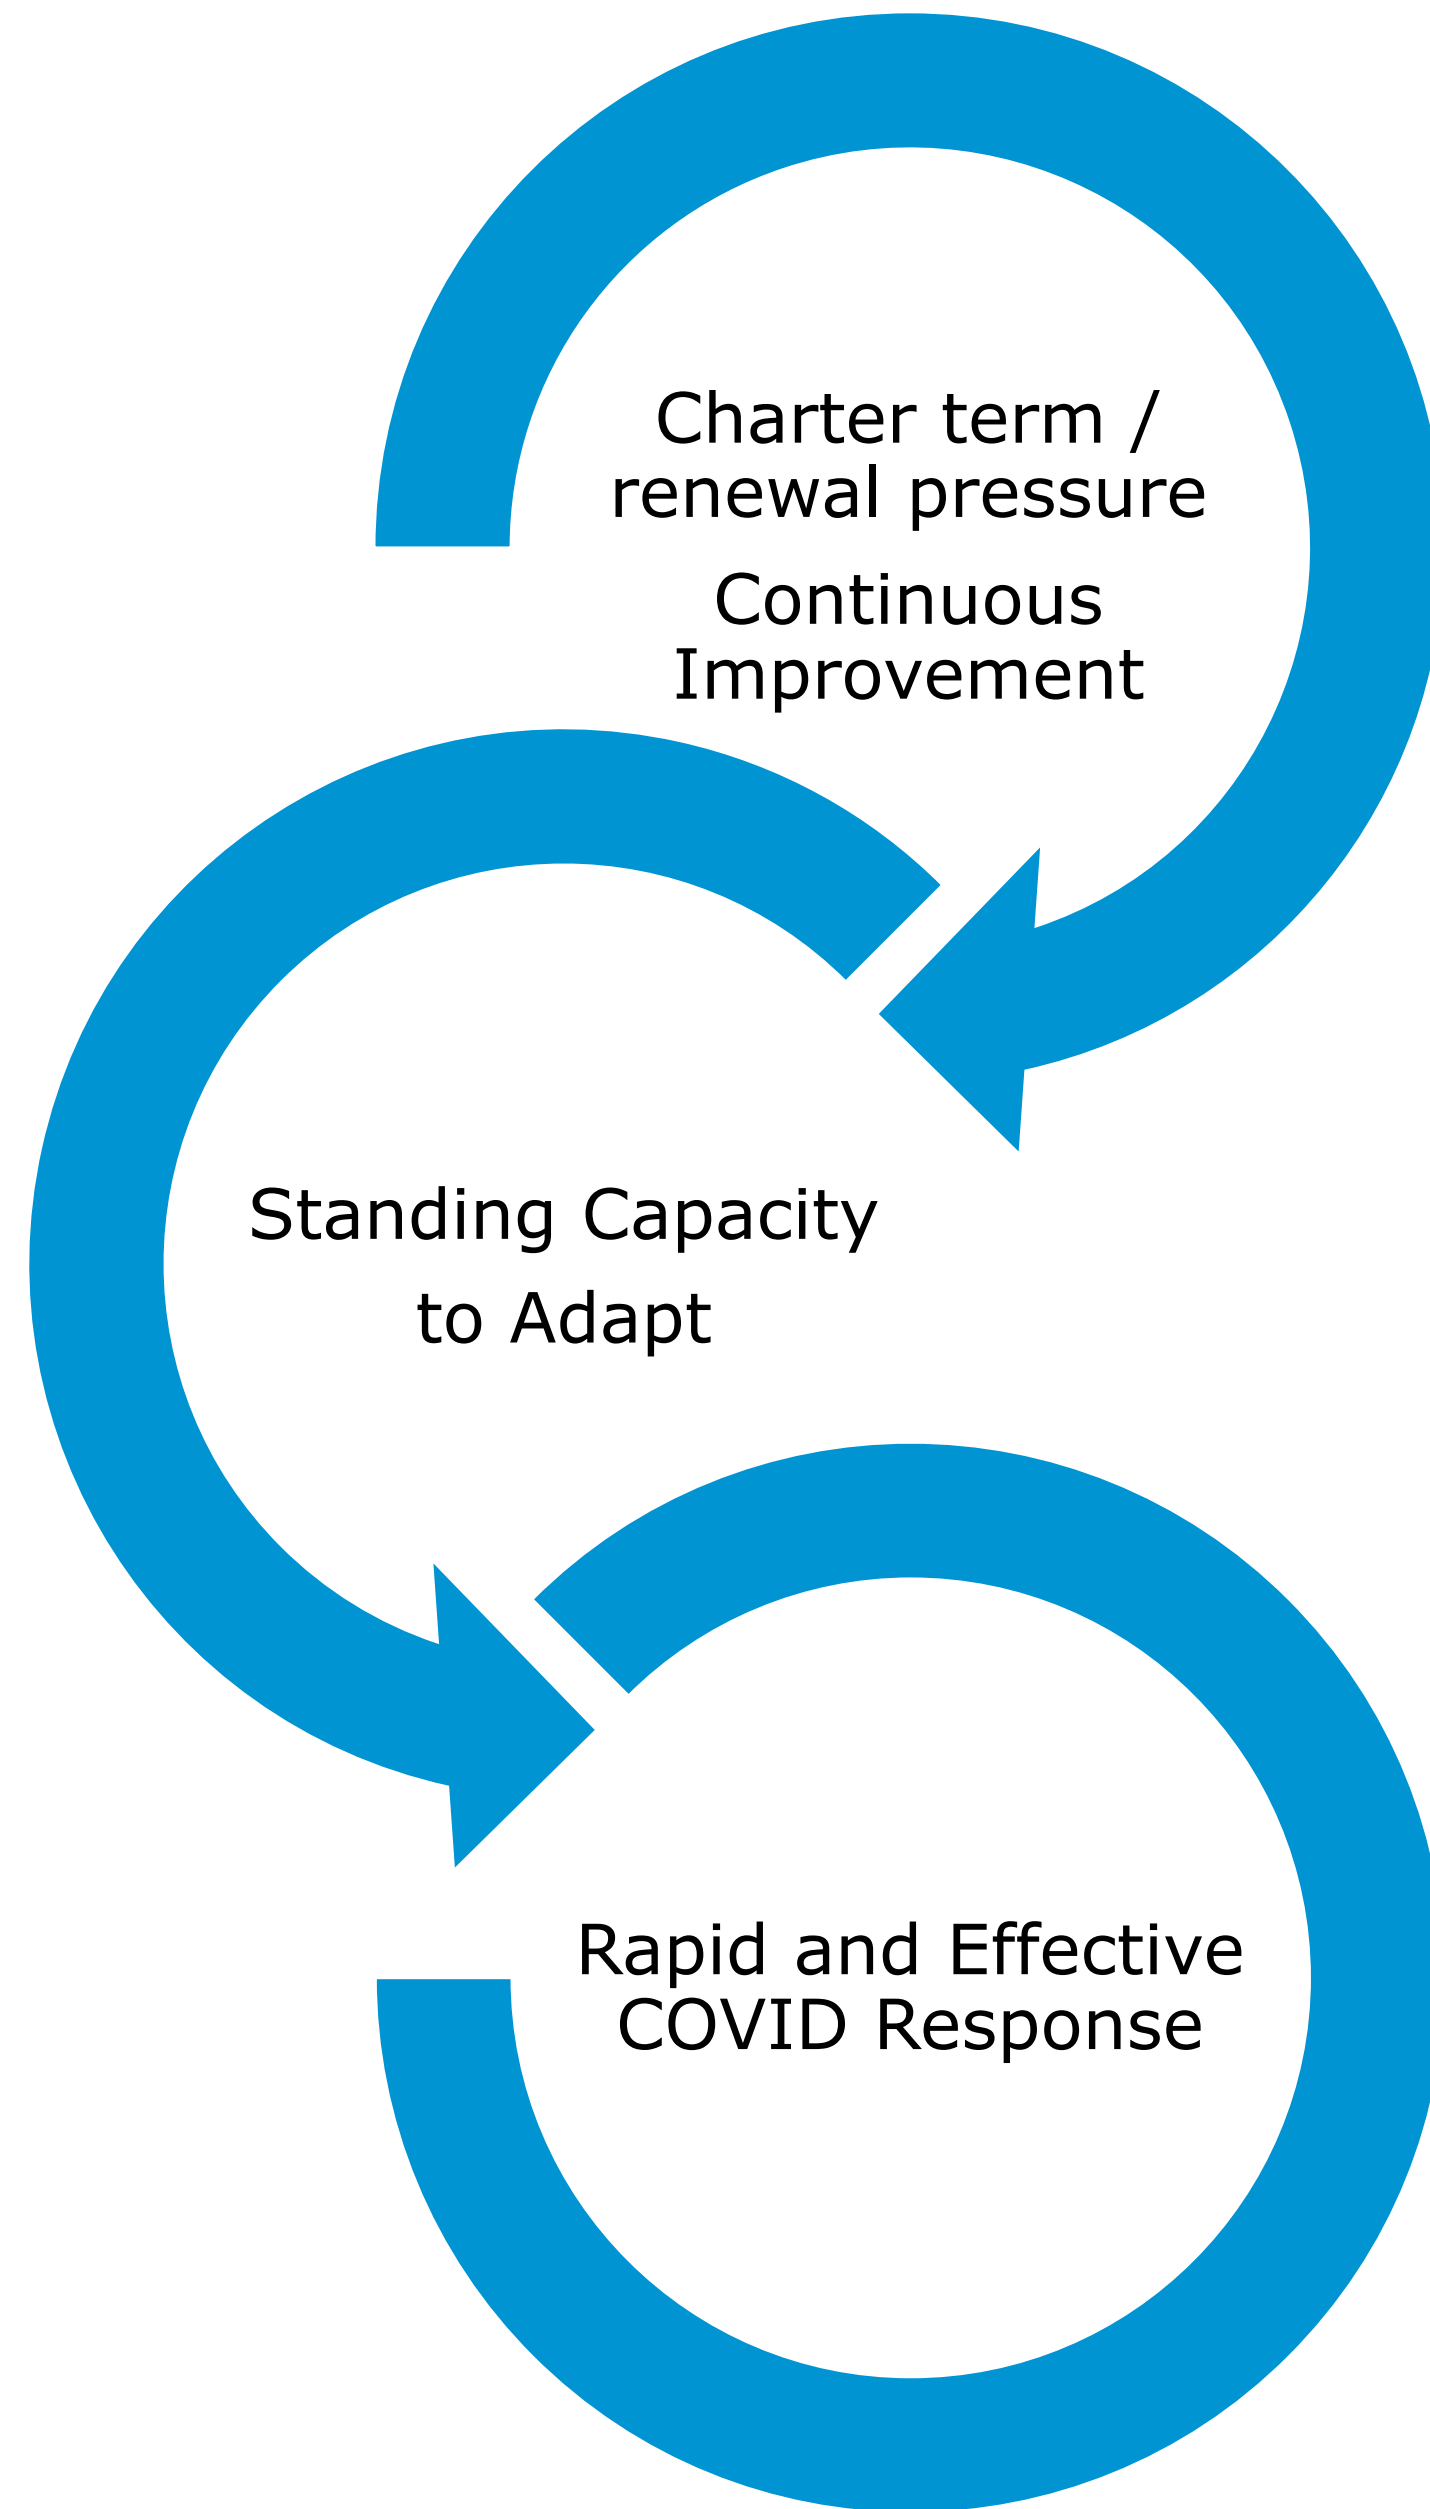 Charter term /
renewal pressure
Continuous
Improvement
Standing Capacity
to Adapt
Rapid and Effective
COVID Response